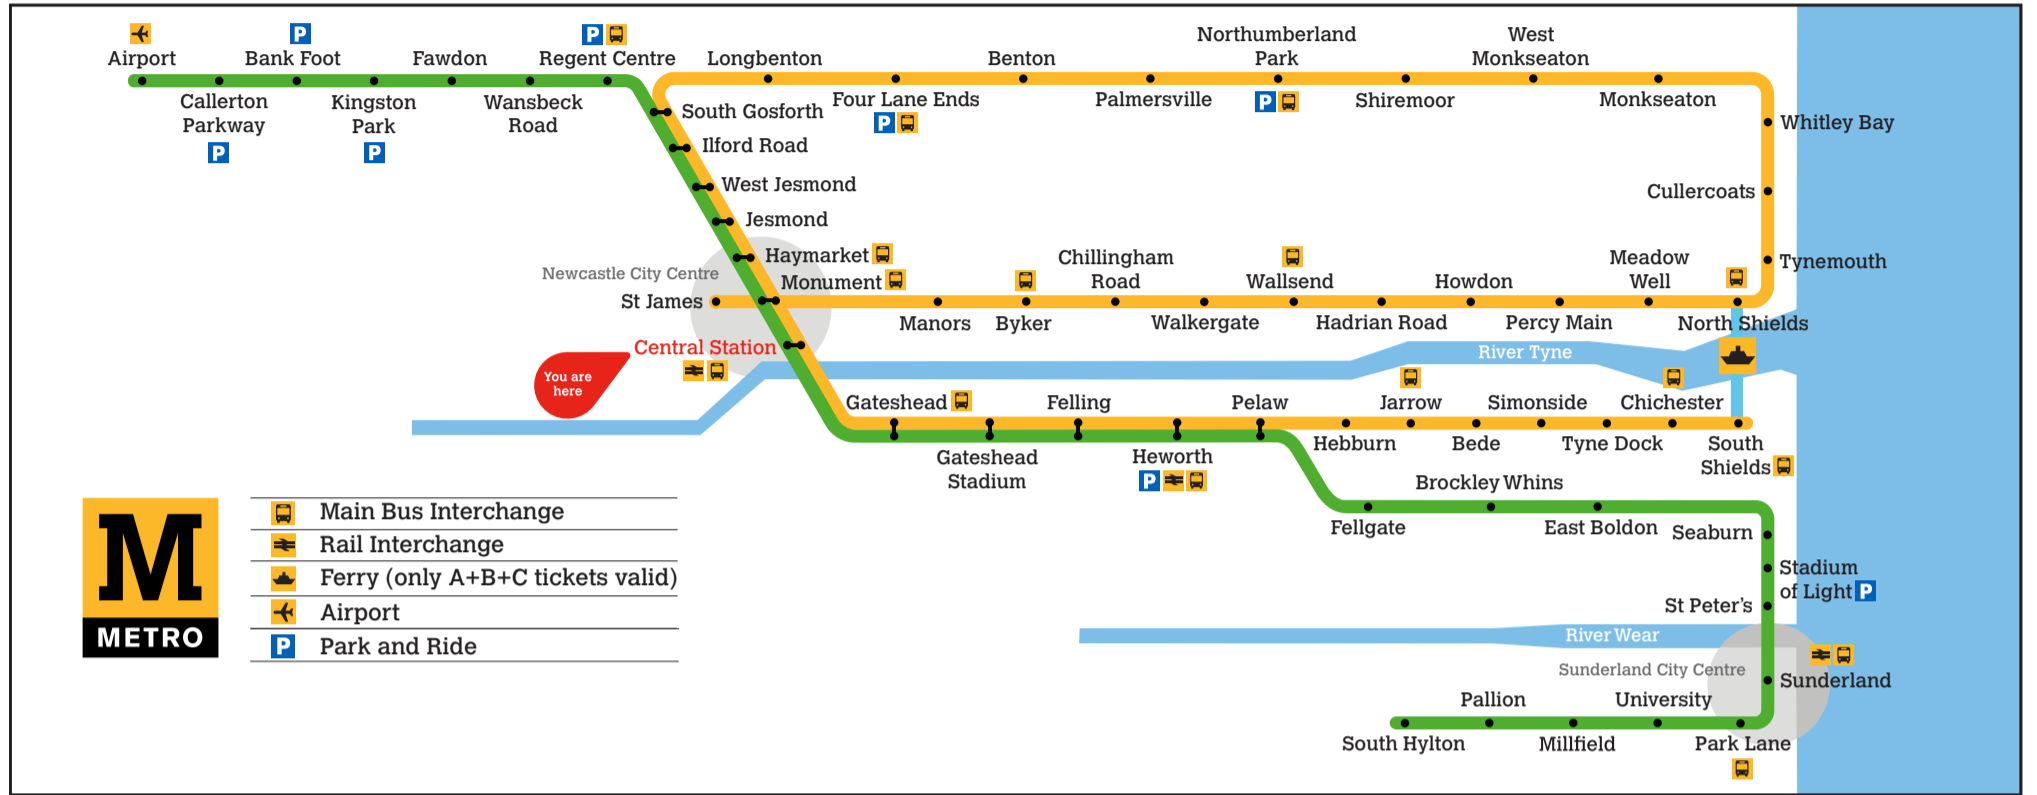 Airport
Bank Foot
Fawdon
Regent Centre
Callerton
Parkway
Kingston
Park
Wansbeck
Road
P
P
P
P
Longbenton
Four Lane Ends
P
Benton
Palmersville
Northumberland
Park
P
Shiremoor
West
Monkseaton
Monkseaton
South Gosforth
Ilford Road
West Jesmond
Jesmond
Haymarket
Monument
Newcastle City Centre
St James
Central Station
You are
here
Whitley Bay
Cullercoats
Tynemouth
Manors
Byker
Chillingham
Road
Walkergate
Wallsend
Hadrian Road
Howdon
Percy Main
Meadow
Well
North Shields
River Tyne
Gateshead
Gateshead
Stadium
Felling
Heworth
P
Pelaw
Hebburn
Jarrow
Bede
Simonside
Tyne Dock
Chichester
South
Shields
Fellgate
Brockley Whins
East Boldon
Seaburn
Stadium
of Light P
St Peter's
River Wear
Sunderland City Centre
Sunderland
Park Lane
University
Millfield
Pallion
South Hylton
M
METRO
Main Bus Interchange
Rail Interchange
Ferry (only A+B+C tickets valid)
Airport
P Park and Ride